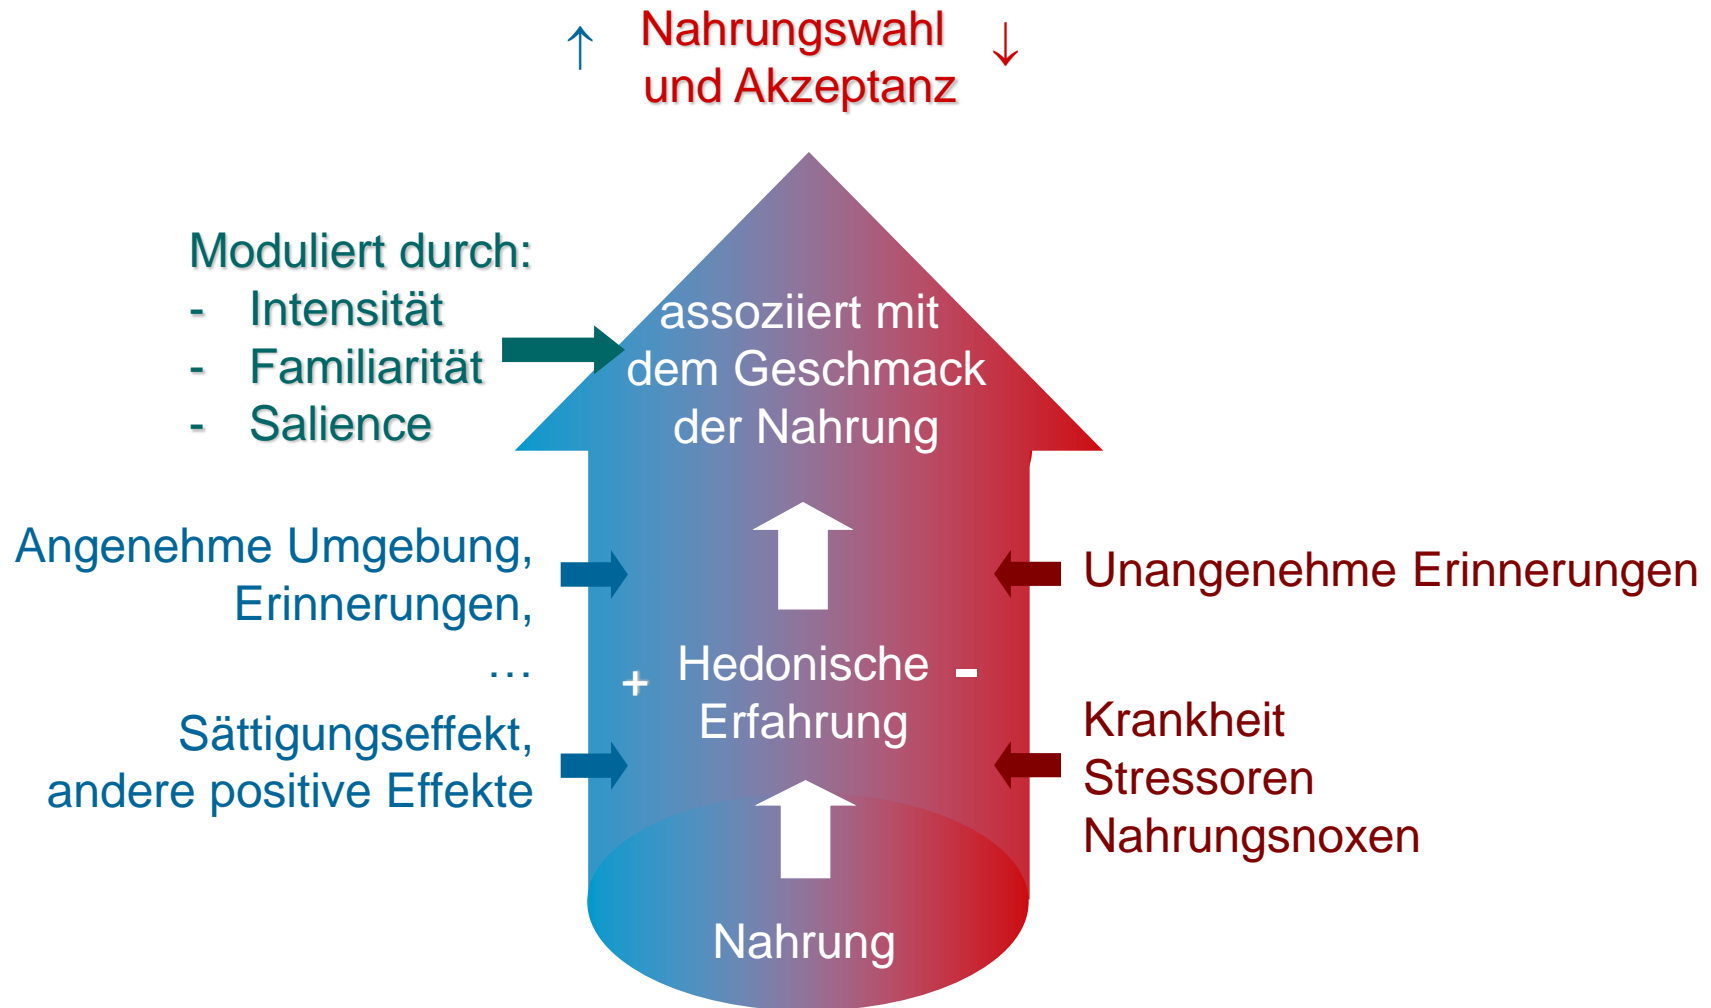 ↑ Nahrungswahl ↓
und Akzeptanz
Moduliert durch:
- Intensität
- Familiarität
- Salience
assoziiert mit
dem Geschmack
der Nahrung
Angenehme Umgebung,
Erinnerungen,
…
Sättigungseffekt,
andere positive Effekte
+ Hedonische -
Erfahrung
Unangenehme Erinnerungen
Krankheit
Stressoren
Nahrungsnoxen
Nahrung